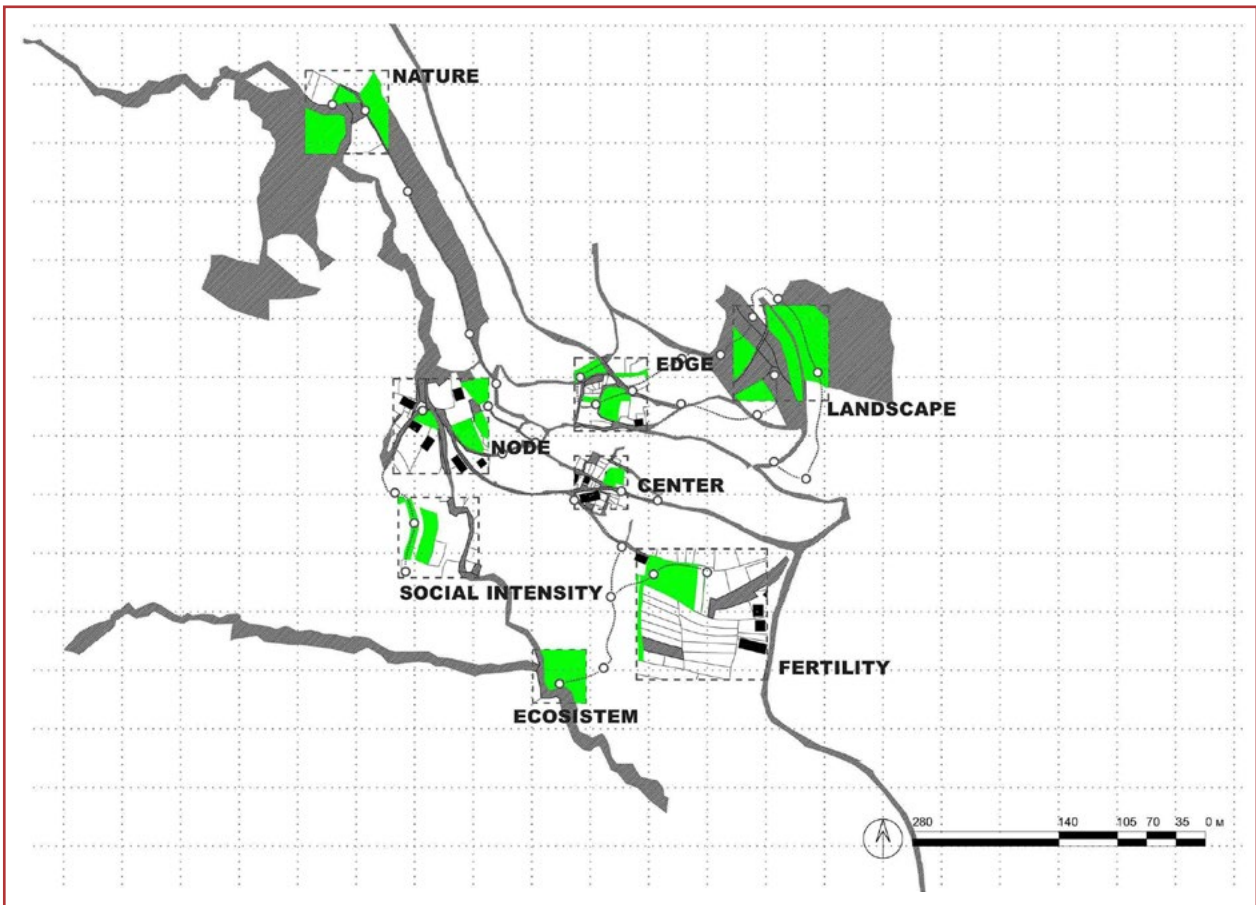 NATURE
EDGE
LANDSCAPE
NODE
CENTER
SOCIAL INTENSITY
FERTILITY
ECOSISTEM
280 140 105 70 35 0 м